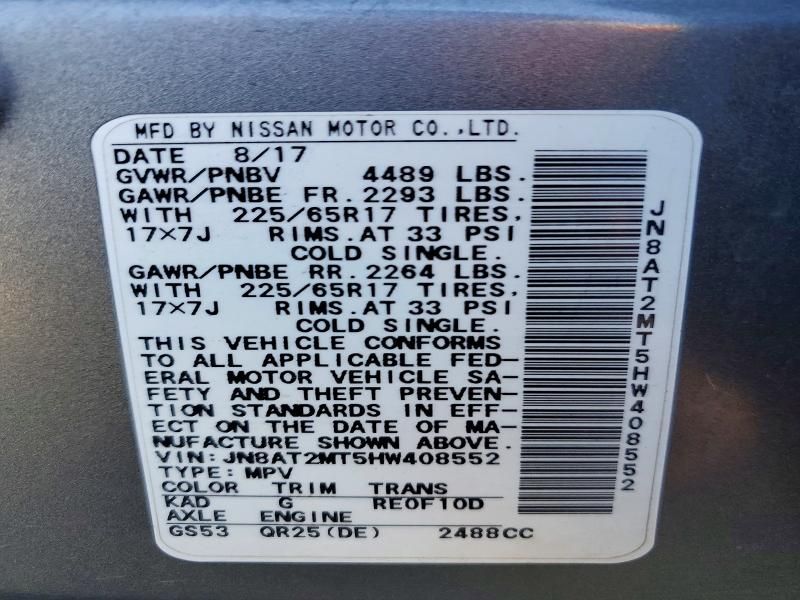 MFD BY NISSAN MOTOR CO.,LTD.
DATE 8/17
GVWR/PNBV 4489 LBS.
GAWR/PNBE FR. 2293 LBS.
WITH 225/65R17 TIRES,
17×7J RIMS. AT 33 PSI
COLD SINGLE.
GAWR/PNBE RR. 2264 LBS.
WITH 225/65R17 TIRES,
17×7J RIMS. AT 33 PSI
COLD SINGLE.
THIS VEHICLE CONFORMS
TO ALL APPLICABLE FED-
ERAL MOTOR VEHICLE SA-
FETY AND THEFT PREVEN-
TION STANDARDS IN EFF-
ECT ON THE DATE OF MA-
NUFACTURE SHOWN ABOVE.
VIN: JN8AT2MT5HW408552
TYPE: MPV
COLOR TRIM TRANS
KAD G RE0F10D
AXLE ENGINE
GS53 QR25(DE) 2488CC
JN8AT2MT5HW408552